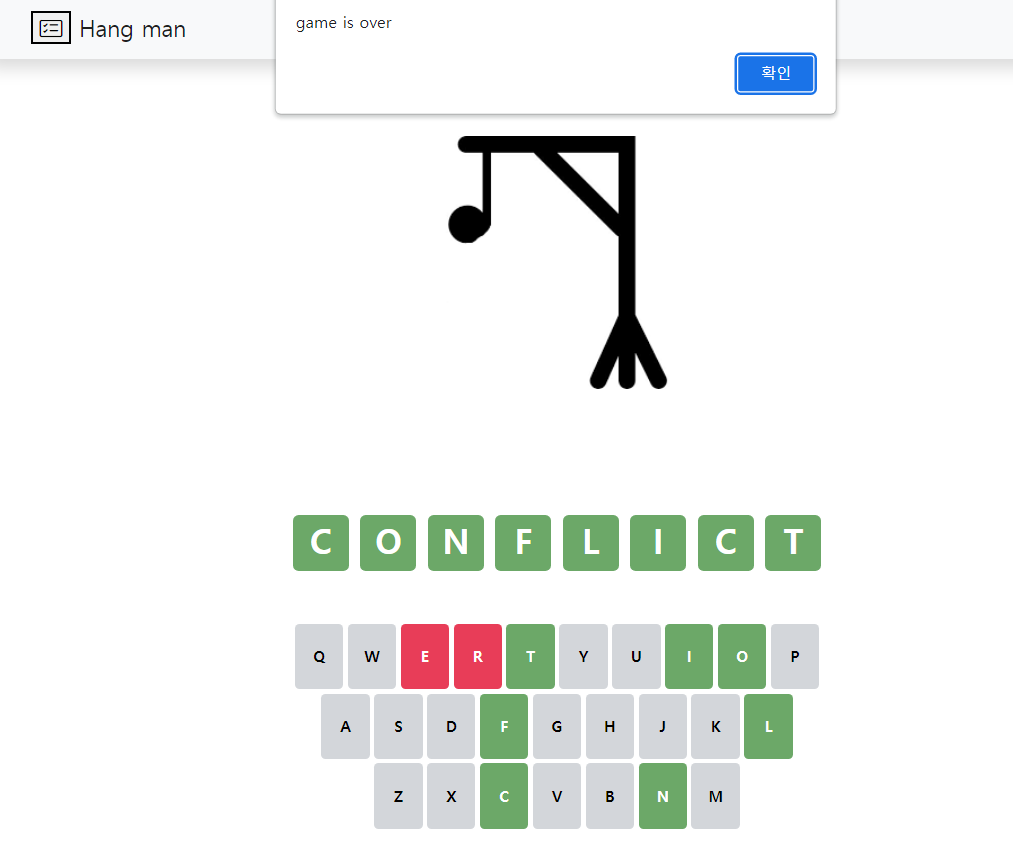 Hang man
game is over
확인
C O N F L I C T
Q W E R T Y U I O P
A S D F G H J K L
Z X C V B N M